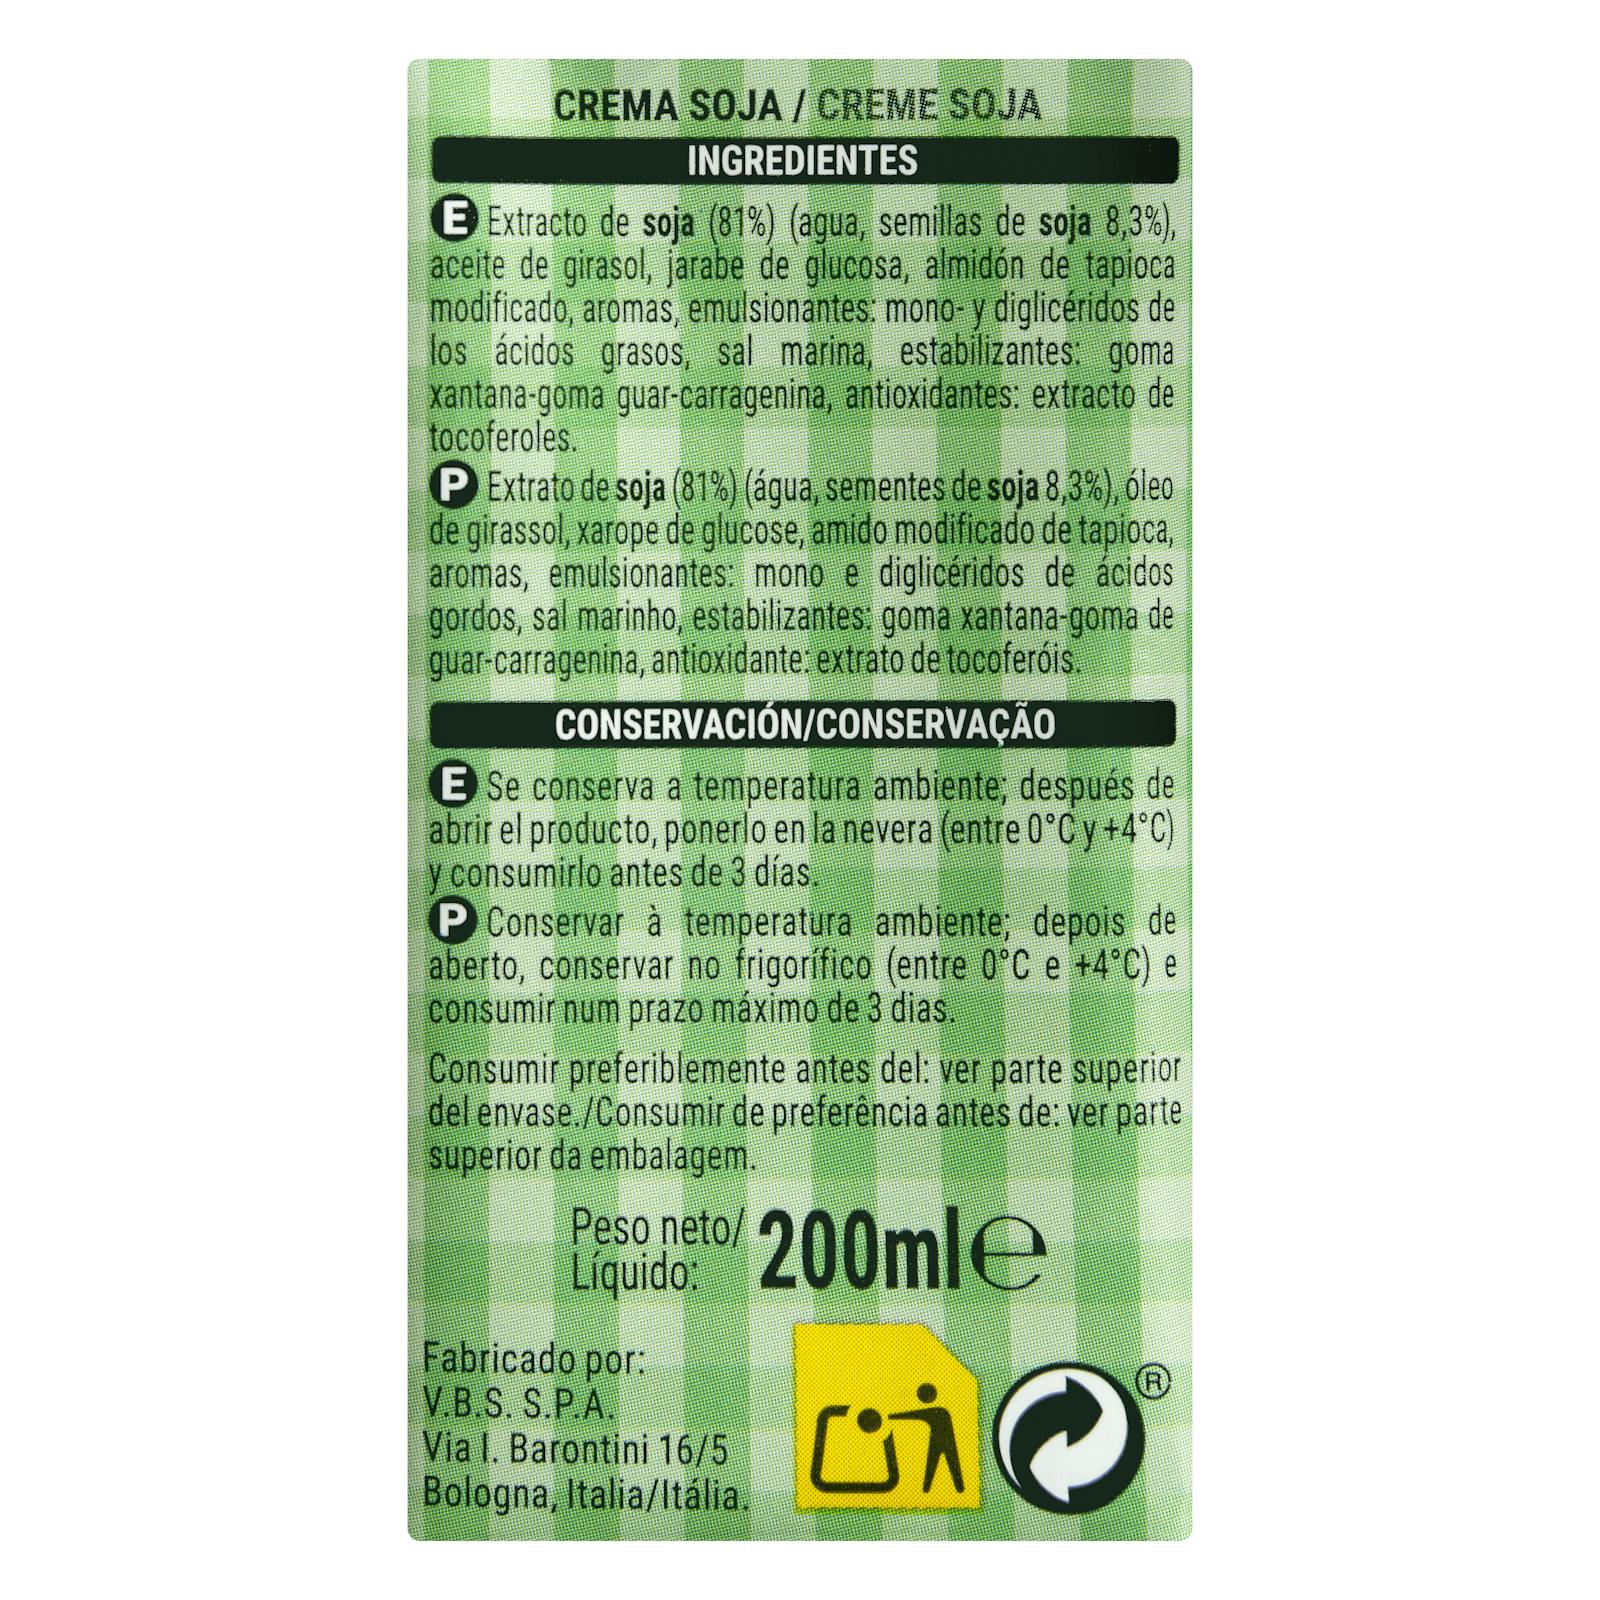 CREMA SOJA / CREME SOJA
INGREDIENTES
E Extracto de soja (81%) (agua, semillas de soja 8,3%),
aceite de girasol, jarabe de glucosa, almidón de tapioca
modificado, aromas, emulsionantes: mono- y diglicéridos de
los ácidos grasos, sal marina, estabilizantes: goma
xantana-goma guar-carragenina, antioxidantes: extracto de
tocoferoles.
P Extrato de soja (81%) (água, sementes de soja 8,3%), óleo
de girassol, xarope de glucose, amido modificado de tapioca,
aromas, emulsionantes: mono e diglicéridos de ácidos
gordos, sal marinho, estabilizantes: goma xantana-goma de
guar-carragenina, antioxidante: extrato de tocoferóis.
CONSERVACIÓN/CONSERVAÇÃO
E Se conserva a temperatura ambiente; después de
abrir el producto, ponerlo en la nevera (entre 0°C y +4°C)
y consumirlo antes de 3 días.
P Conservar à temperatura ambiente; depois de
aberto, conservar no frigorífico (entre 0°C e +4°C) e
consumir num prazo máximo de 3 dias.
Consumir preferiblemente antes del: ver parte superior
del envase./Consumir de preferência antes de: ver parte
superior da embalagem.
Peso neto/
Líquido: 200ml ℮
Fabricado por:
V.B.S. S.P.A.
Via I. Barontini 16/5
Bologna, Italia/Itália.
®